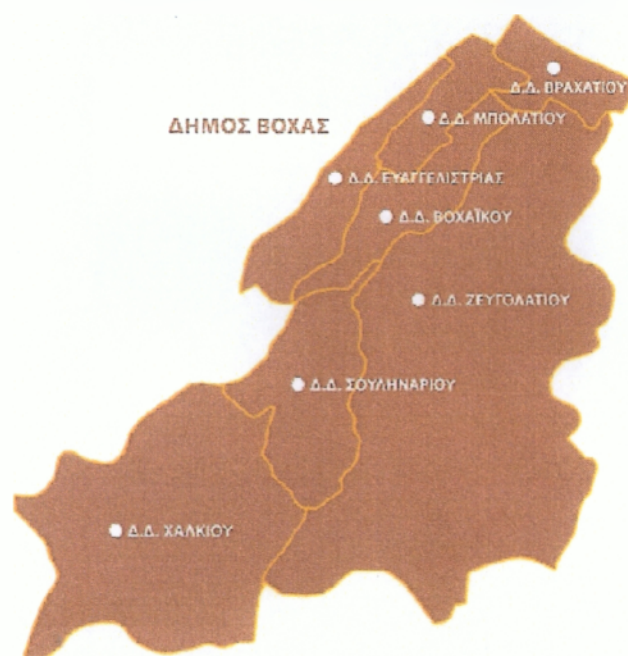 Δ.Δ. ΒΡΑΧΑΤΙΟΥ
Δ.Δ. ΜΠΟΛΑΤΙΟΥ
ΔΗΜΟΣ ΒΟΧΑΣ
Δ.Δ. ΕΥΑΓΓΕΛΙΣΤΡΙΑΣ
Δ.Δ. ΒΟΧΑΪΚΟΥ
Δ.Δ. ΖΕΥΓΟΛΑΤΙΟΥ
Δ.Δ. ΣΟΥΛΗΝΑΡΙΟΥ
Δ.Δ. ΧΑΛΚΙΟΥ